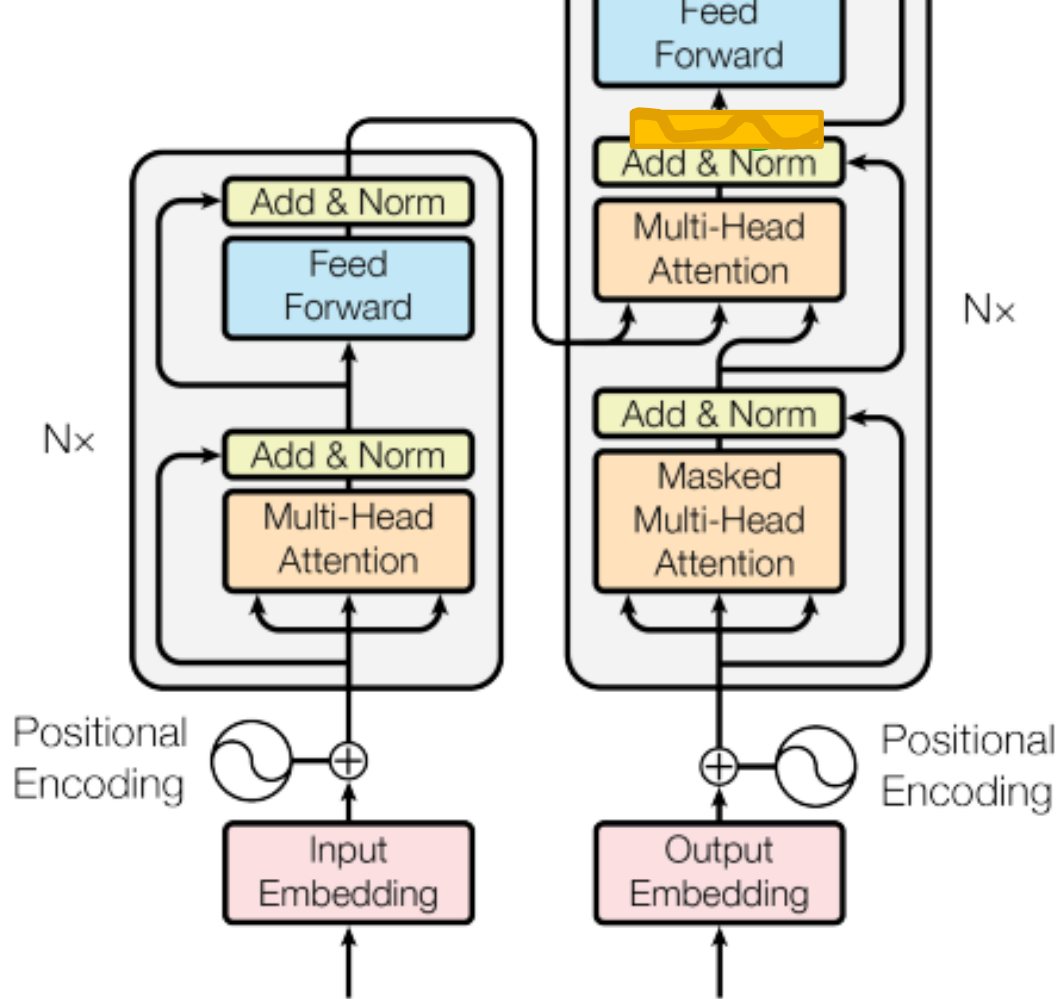 Feed
Forward
Add & Norm
Multi-Head
Attention
Nx
Add & Norm
Masked
Multi-Head
Attention
Add & Norm
Feed
Forward
Nx
Add & Norm
Multi-Head
Attention
Positional
Encoding
Positional
Encoding
Input
Embedding
Output
Embedding